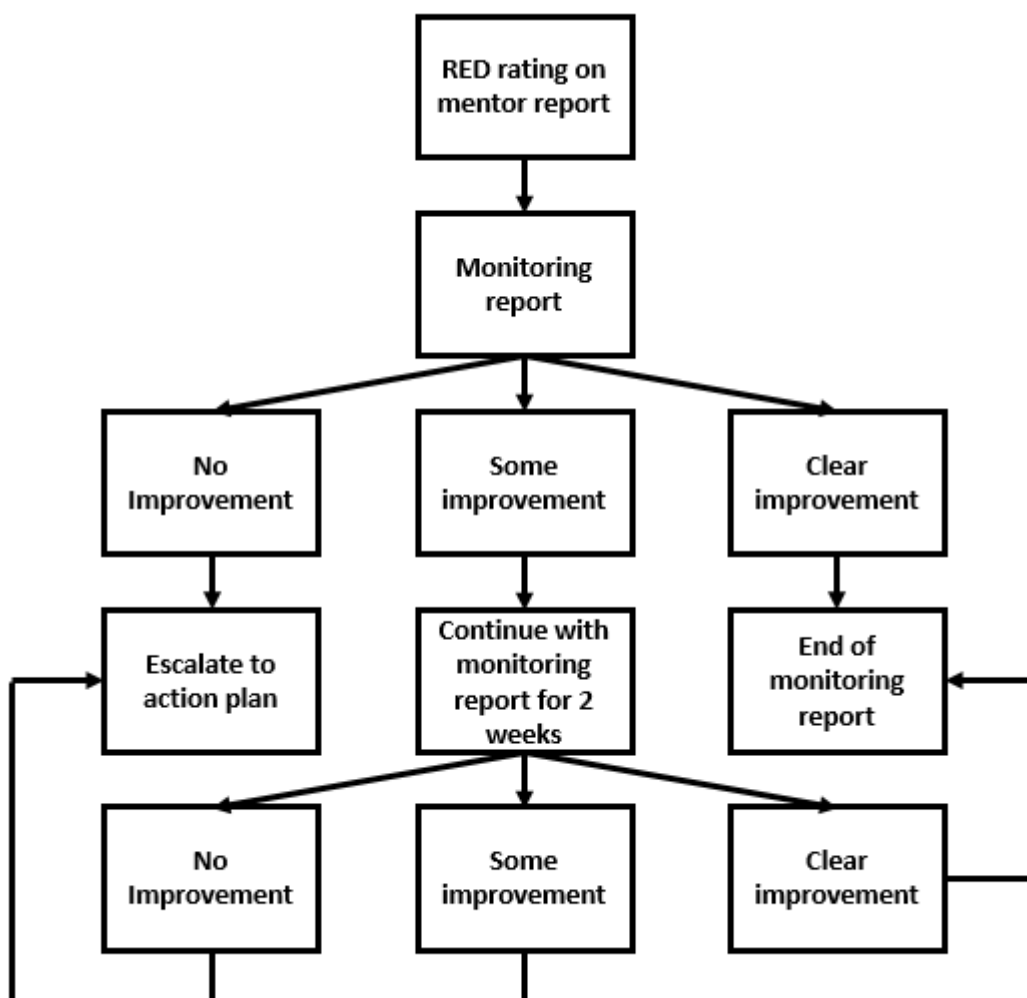 RED rating on
mentor report
Monitoring
report
No
Improvement
Some
improvement
Clear
improvement
Escalate to
action plan
Continue with
monitoring
report for 2
weeks
End of
monitoring
report
No
Improvement
Some
improvement
Clear
improvement